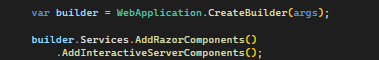 var builder = WebApplication.CreateBuilder(args);
builder.Services.AddRazorComponents()
.AddInteractiveServerComponents();